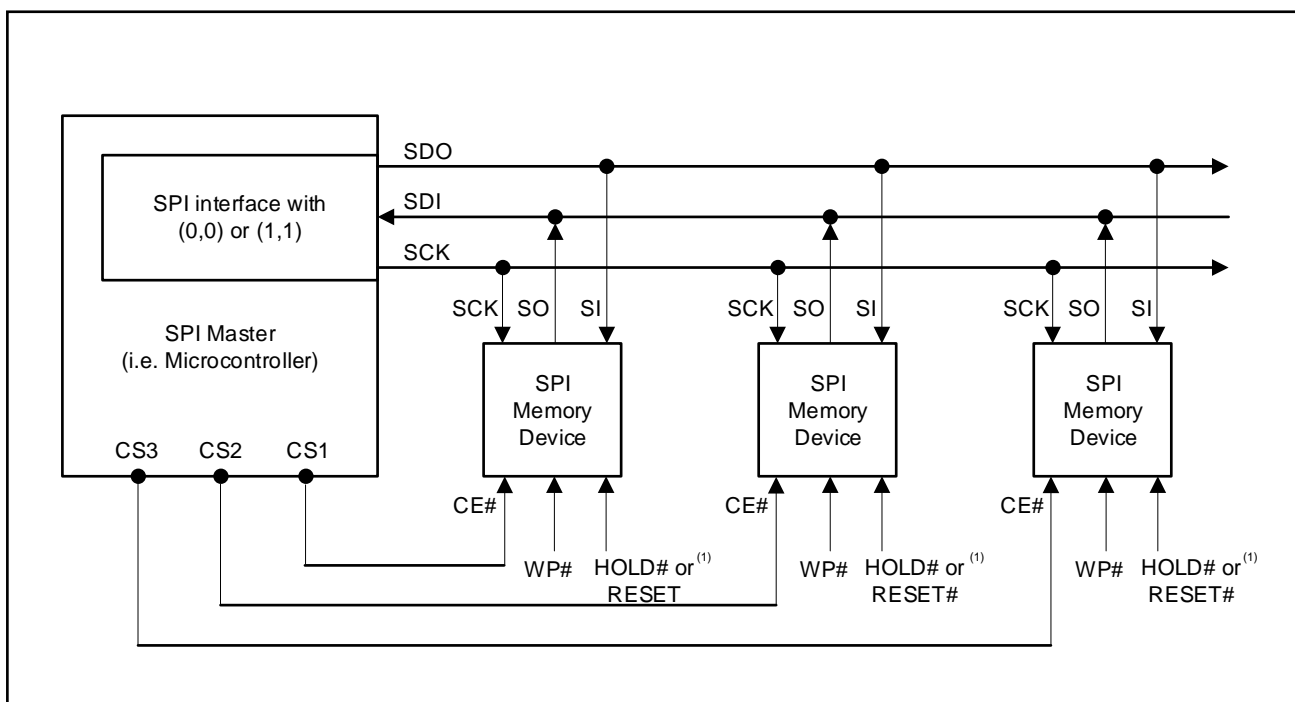 SDO
SPI interface with
(0,0) or (1,1)
SDI
SCK
SPI Master
(i.e. Microcontroller)
CS3
CS2
CS1
SCK
SO
SI
SPI
Memory
Device
CE#
WP#
HOLD# or (1)
RESET
SCK
SO
SI
SPI
Memory
Device
CE#
WP#
HOLD# or (1)
RESET#
SCK
SO
SI
SPI
Memory
Device
CE#
WP#
HOLD# or (1)
RESET#